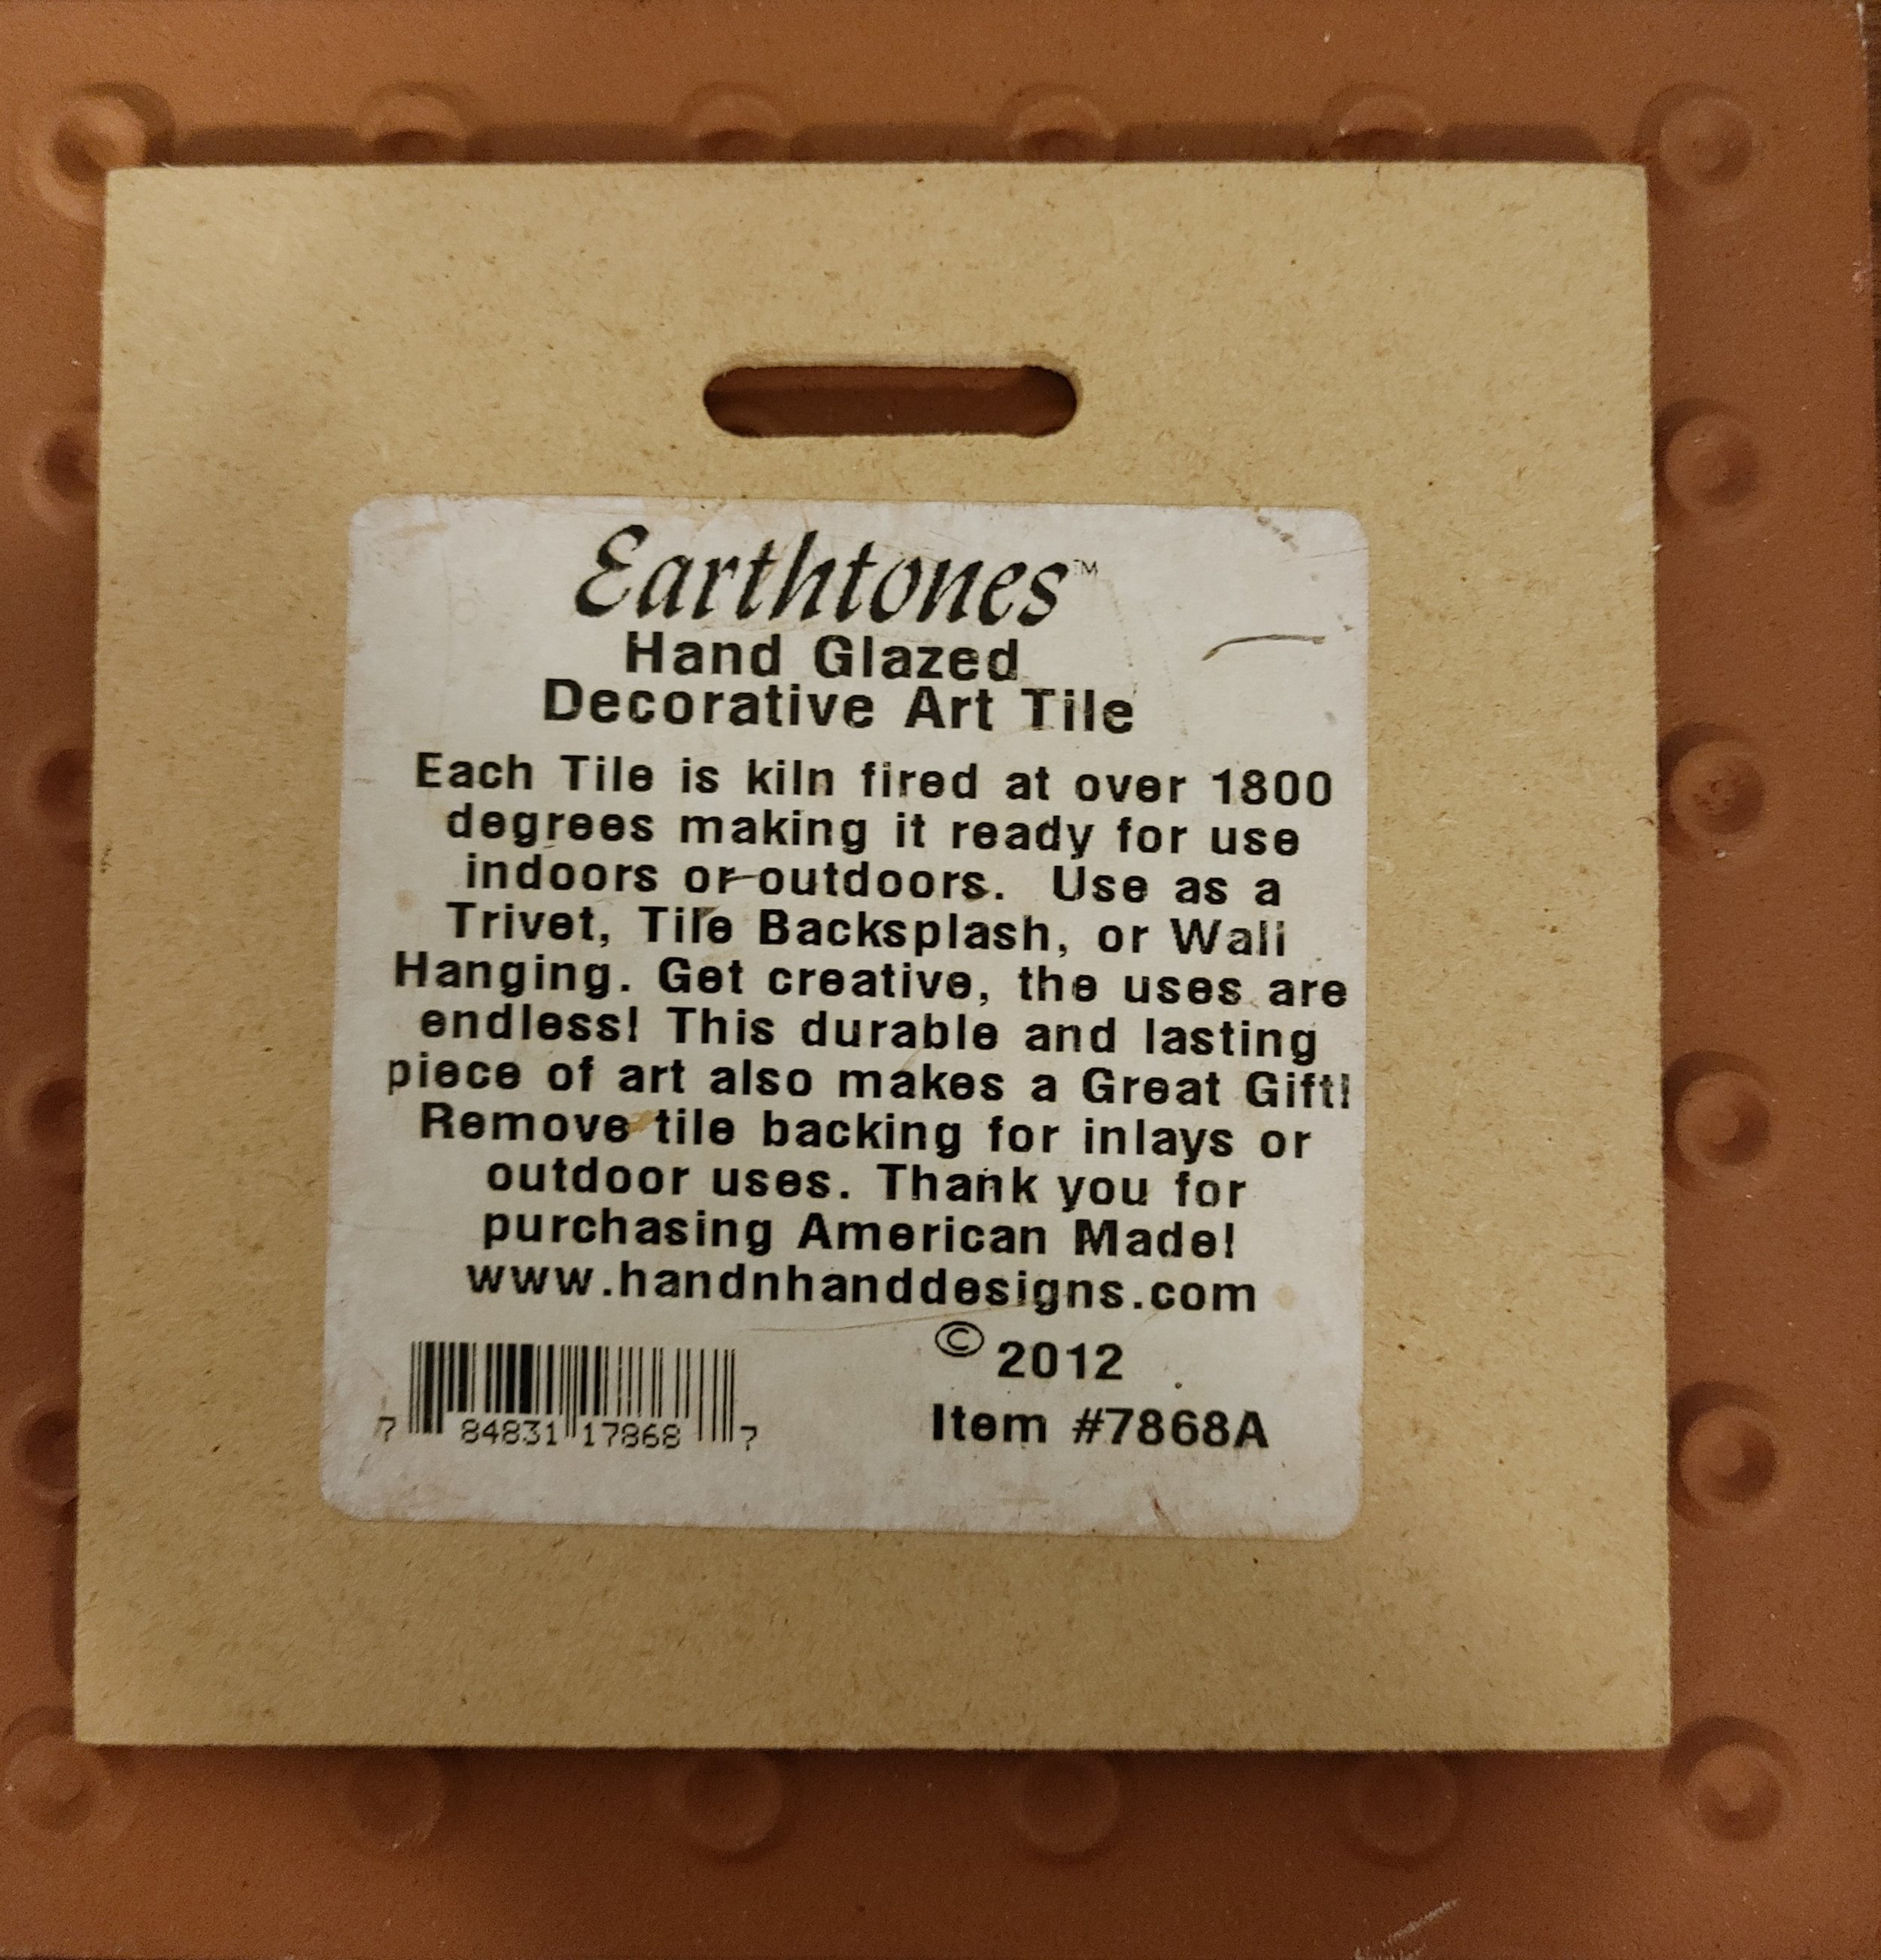 Earthtones™
Hand Glazed
Decorative Art Tile
Each Tile is kiln fired at over 1800
degrees making it ready for use
indoors or outdoors. Use as a
Trivet, Tile Backsplash, or Wall
Hanging. Get creative, the uses are
endless! This durable and lasting
piece of art also makes a Great Gift!
Remove tile backing for inlays or
outdoor uses. Thank you for
purchasing American Made!
www.handnhanddesigns.com
© 2012
Item #7868A
7 84831 17868 7